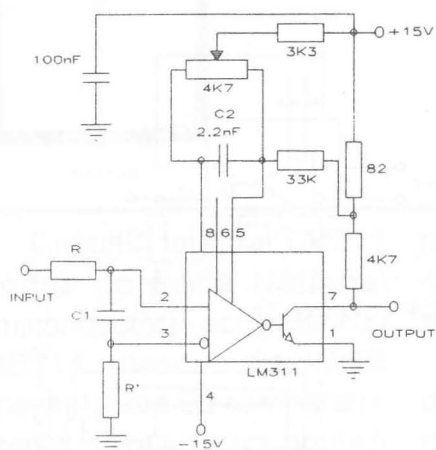 +15V
3K3
100nF
4K7
C2
2.2nF
33K
82
8 6 5
4K7
R
INPUT
2
7
C1
3
1
OUTPUT
LM311
R'
4
-15V